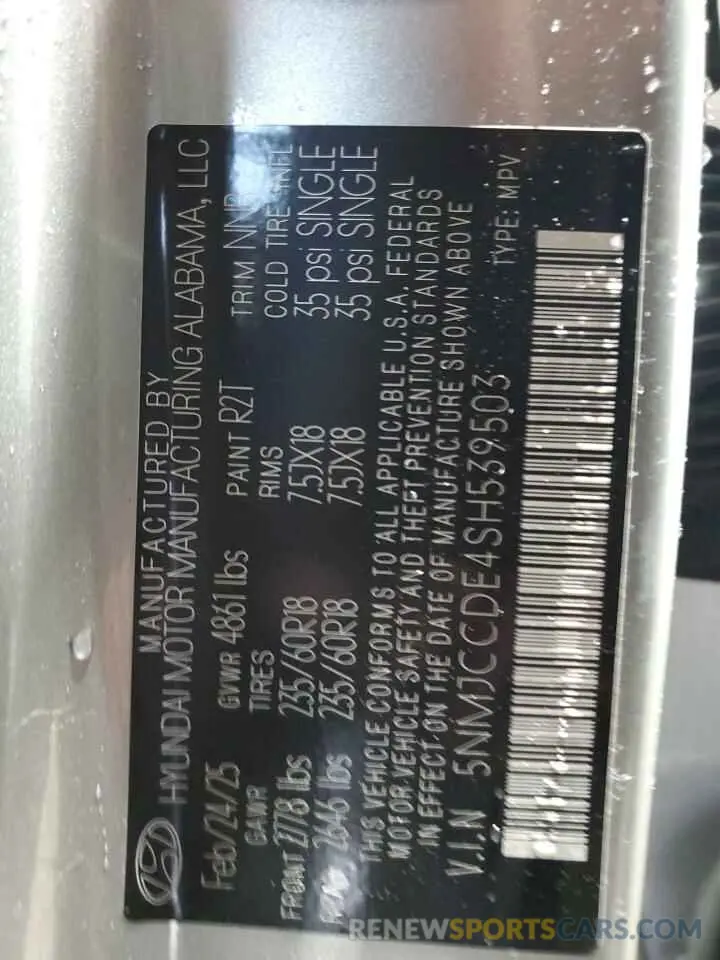 MANUFACTURED BY
HYUNDAI MOTOR MANUFACTURING ALABAMA, LLC
Feb/24/25 GVWR 4861 lbs PAINT R2T TRIM NNB
GAWR TIRES RIMS COLD TIRE INFL
FRONT 2778 lbs 235/60R18 7.5JX18 35 psi SINGLE
2646 lbs 235/60R18 7.5JX18 35 psi SINGLE
THIS VEHICLE CONFORMS TO ALL APPLICABLE U.S.A. FEDERAL
MOTOR VEHICLE SAFETY AND THEFT PREVENTION STANDARDS
IN EFFECT ON THE DATE OF MANUFACTURE SHOWN ABOVE
V.I.N 5NMJCCDE4SH539503 TYPE: MPV
RENEWSPORTSCARS.COM